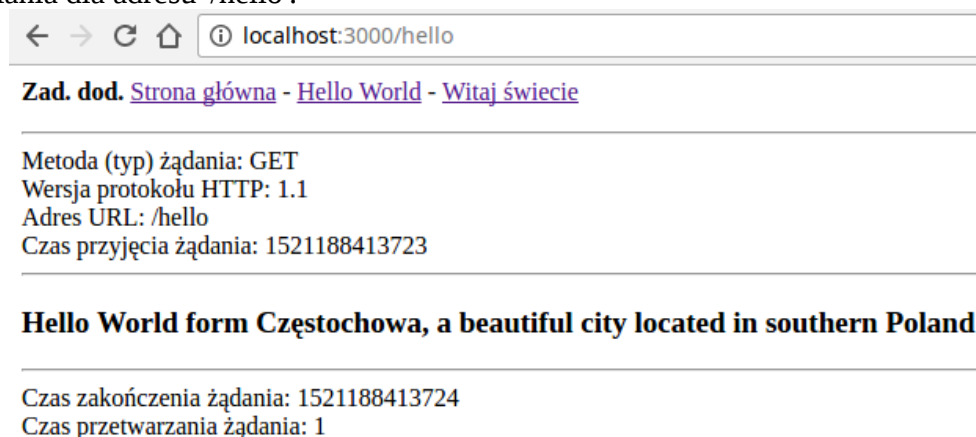 dla adresu /hello .
localhost:3000/hello
Zad. dod. Strona główna - Hello World - Witaj świecie
Metoda (typ) żądania: GET
Wersja protokołu HTTP: 1.1
Adres URL: /hello
Czas przyjęcia żądania: 1521188413723
Hello World form Częstochowa, a beautiful city located in southern Poland
Czas zakończenia żądania: 1521188413724
Czas przetwarzania żądania: 1